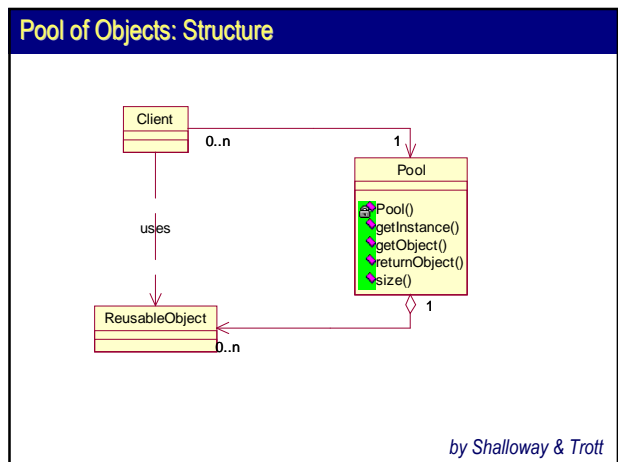 Pool of Objects: Structure
Client
0..n
1
Pool
Pool()
getInstance()
getObject()
returnObject()
size()
uses
1
ReusableObject
0..n
by Shalloway & Trott